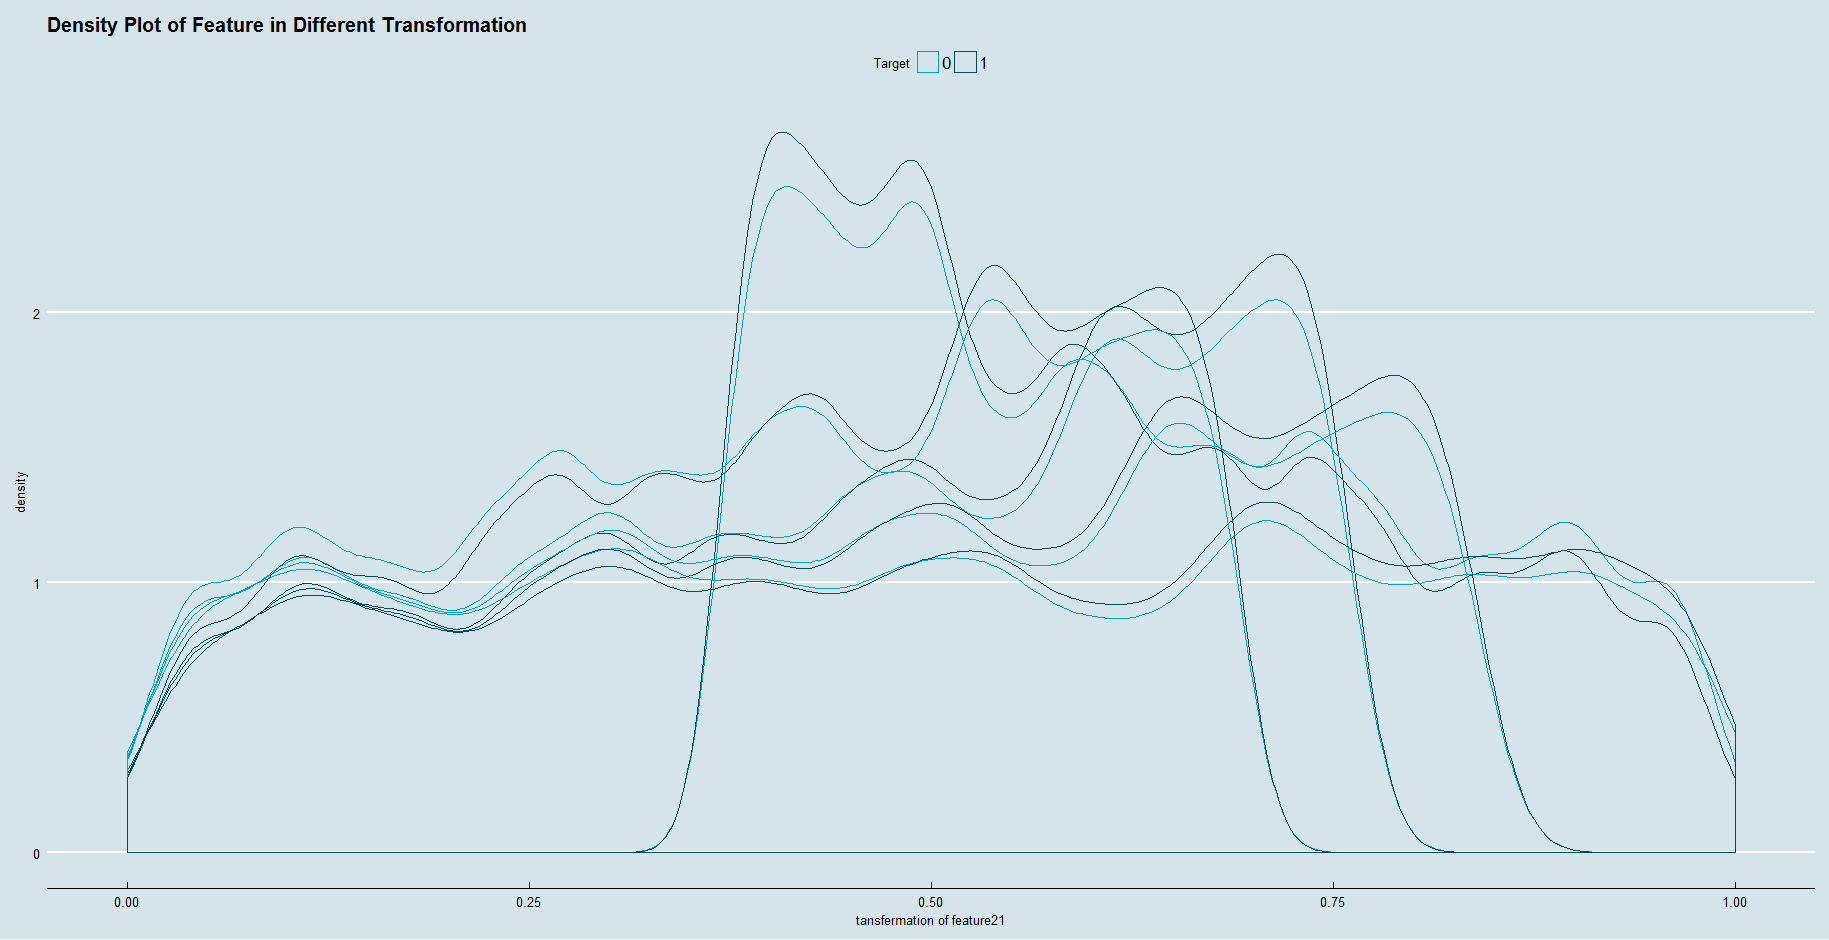 Density Plot of Feature in Different Transformation
Target 0 1
density
2
1
0
0.00 0.25 0.50 0.75 1.00
tansfermation of feature21